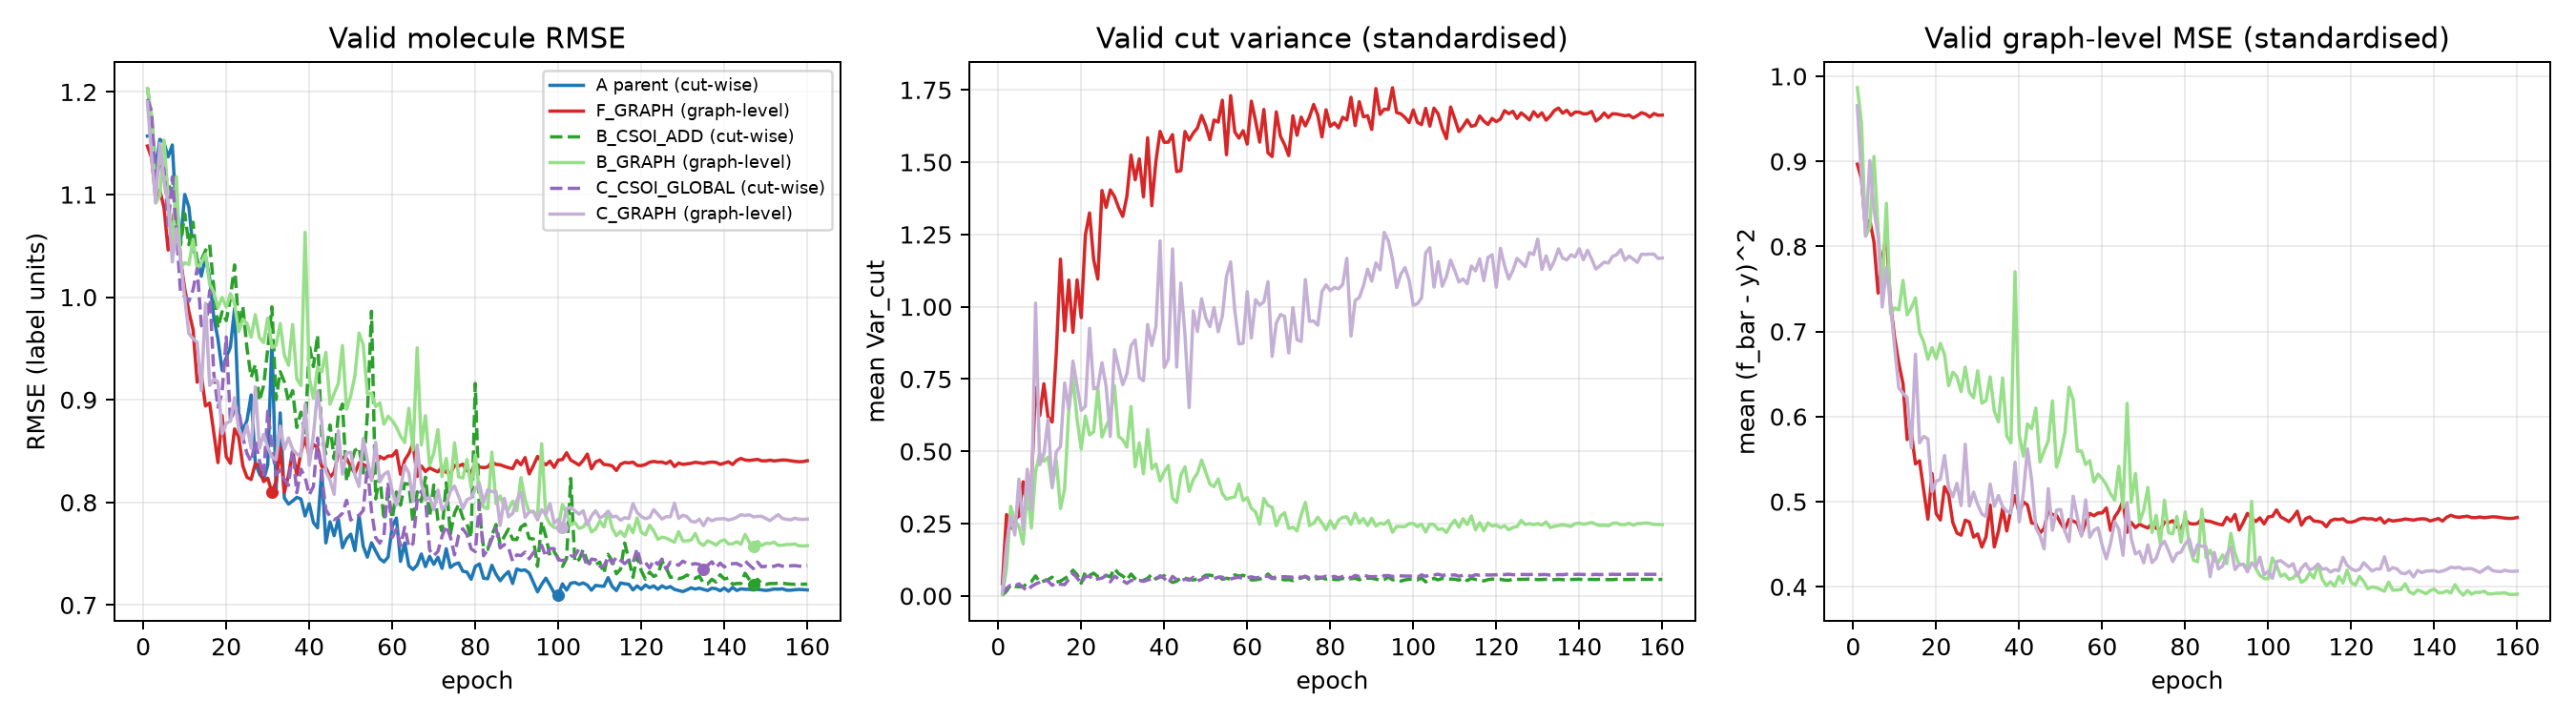 Valid molecule RMSE
RMSE (label units)
1.2
1.1
1.0
0.9
0.8
0.7
0 20 40 60 80 100 120 140 160
epoch
A parent (cut-wise)
F_GRAPH (graph-level)
B_CSOI_ADD (cut-wise)
B_GRAPH (graph-level)
C_CSOI_GLOBAL (cut-wise)
C_GRAPH (graph-level)
Valid cut variance (standardised)
mean Var_cut
1.75
1.50
1.25
1.00
0.75
0.50
0.25
0.00
0 20 40 60 80 100 120 140 160
epoch
Valid graph-level MSE (standardised)
mean (f_bar - y)^2
1.0
0.9
0.8
0.7
0.6
0.5
0.4
0 20 40 60 80 100 120 140 160
epoch